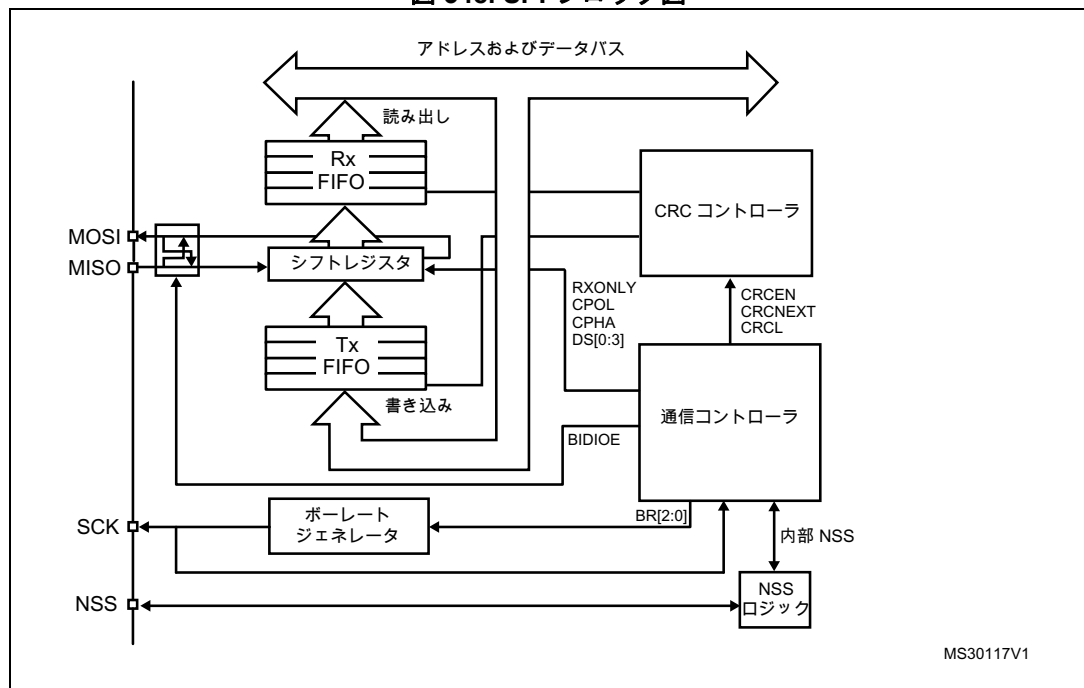 アドレスおよびデータバス
読み出し
Rx
FIFO
CRC コントローラ
MOSI
MISO
シフトレジスタ
RXONLY
CPOL
CPHA
DS[0:3]
CRCEN
CRCNEXT
CRCL
Tx
FIFO
書き込み
通信コントローラ
BIDIOE
SCK
ボーレート
ジェネレータ
BR[2:0]
内部 NSS
NSS
NSS
ロジック
MS30117V1